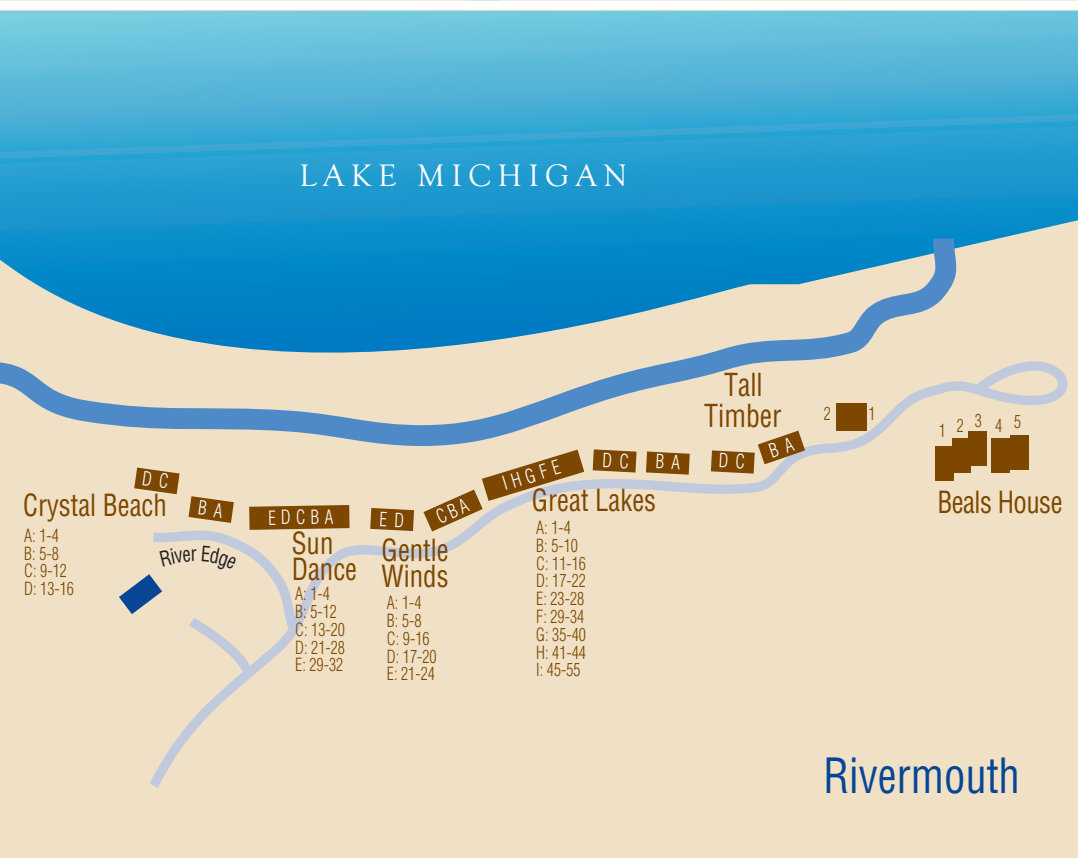 LAKE MICHIGAN
Tall
Timber
2 1
1 2 3 4 5
Beals House
D C
B A
E D C B A
E D
C B A
I H G F E
D C
B A
D C
B A
Crystal Beach
A: 1-4
B: 5-8
C: 9-12
D: 13-16
River Edge
Sun
Dance
A: 1-4
B: 5-12
C: 13-20
D: 21-28
E: 29-32
Gentle
Winds
A: 1-4
B: 5-8
C: 9-16
D: 17-20
E: 21-24
Great Lakes
A: 1-4
B: 5-10
C: 11-16
D: 17-22
E: 23-28
F: 29-34
G: 35-40
H: 41-44
I: 45-55
Rivermouth